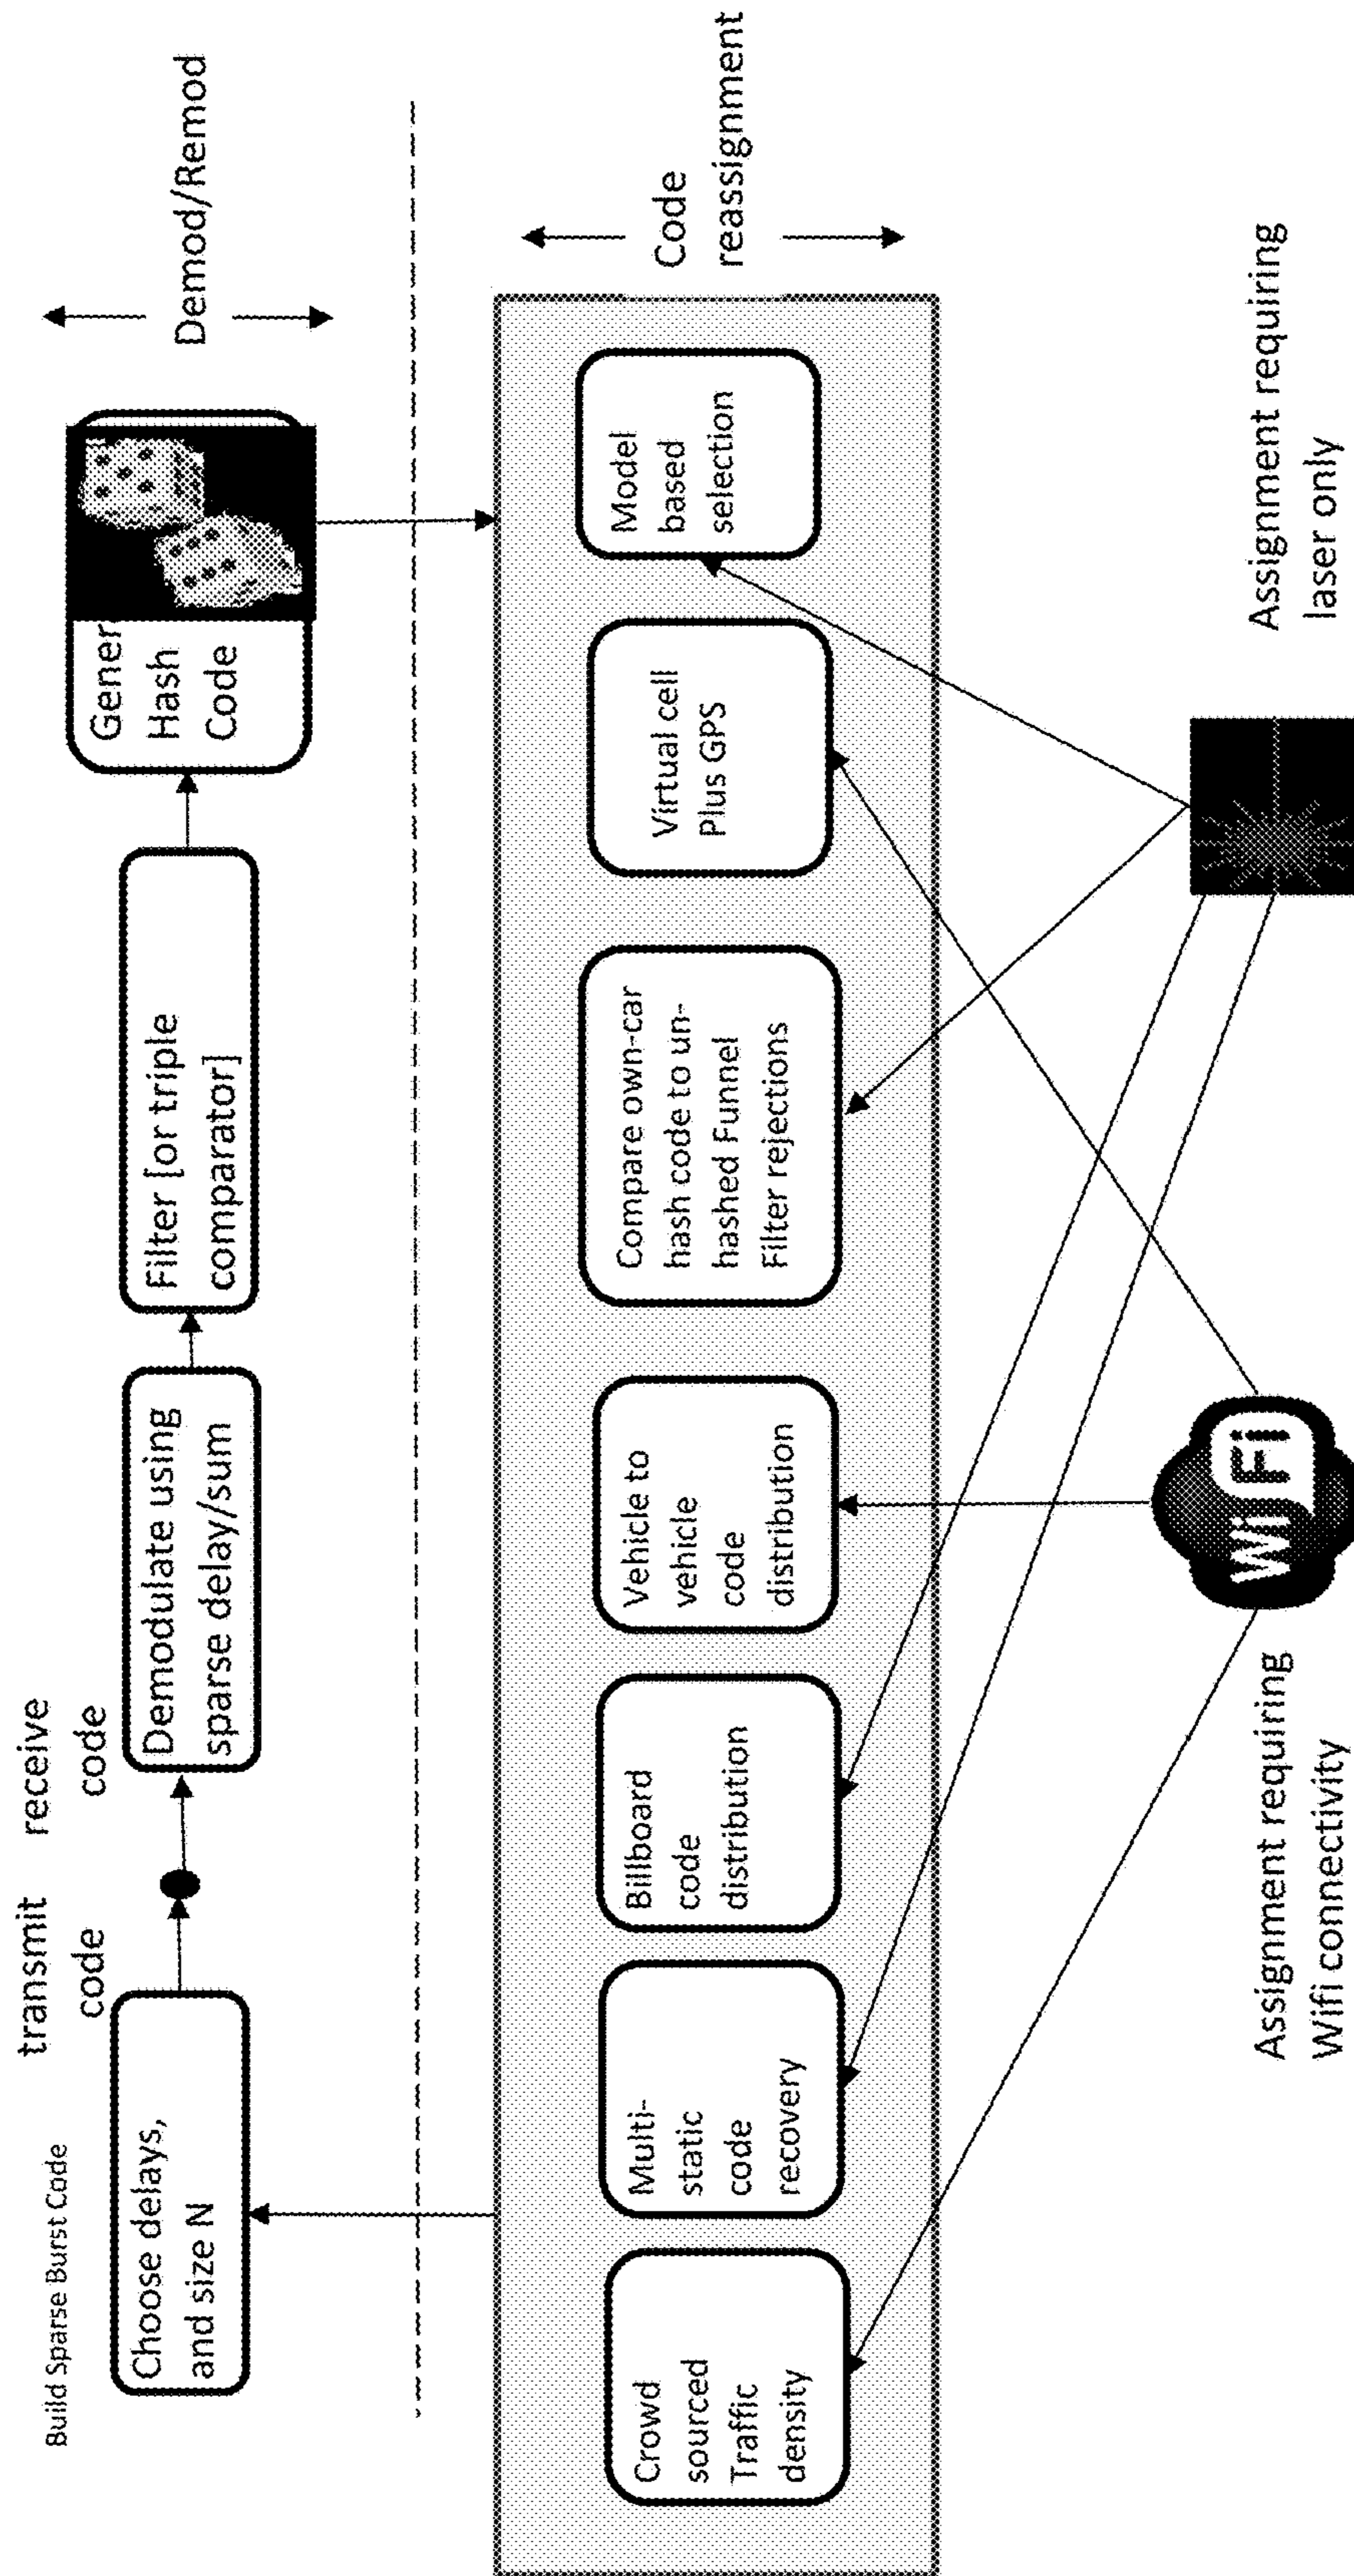 Build Sparse Burst Code
transmit
code
receive
code
Choose delays,
and size N
Demodulate using
sparse delay/sum
Filter [or triple
comparator]
Gener
Hash
Code
Demod/Remod
Crowd
sourced
Traffic
density
Multi-
static
code
recovery
Billboard
code
distribution
Vehicle to
vehicle
code
distribution
Compare own-car
hash code to un-
hashed Funnel
Filter rejections
Virtual cell
Plus GPS
Model
based
selection
Code
reassignment
Assignment requiring
Wifi connectivity
Wi Fi
Assignment requiring
laser only